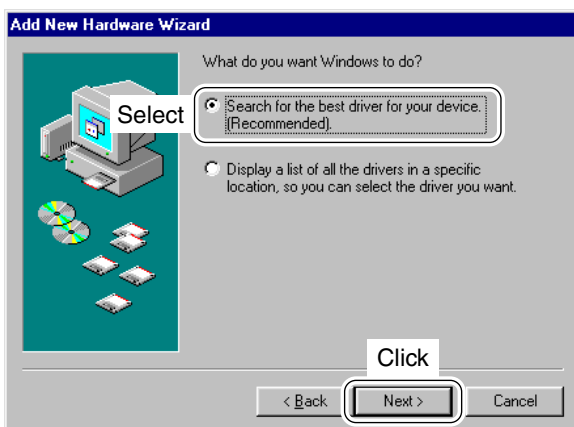 Add New Hardware Wizard
What do you want Windows to do?
Select
Search for the best driver for your device.
(Recommended).
Display a list of all the drivers in a specific
location, so you can select the driver you want.
Click
< Back
Next >
Cancel